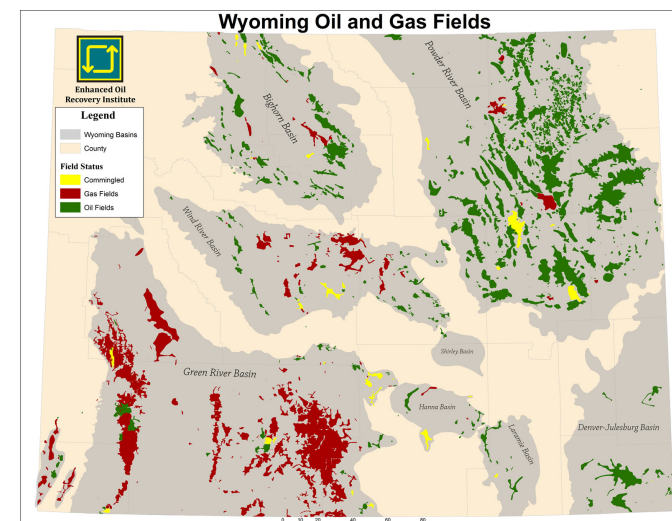 Wyoming Oil and Gas Fields
Enhanced Oil
Recovery Institute
Legend
Wyoming Basins
County
Field Status
Commingled
Gas Fields
Oil Fields
Bighorn Basin
Powder River Basin
Wind River Basin
Shirley Basin
Green River Basin
Hanna Basin
Laramie Basin
Denver-Julesburg Basin
0 10 20 40 60 80